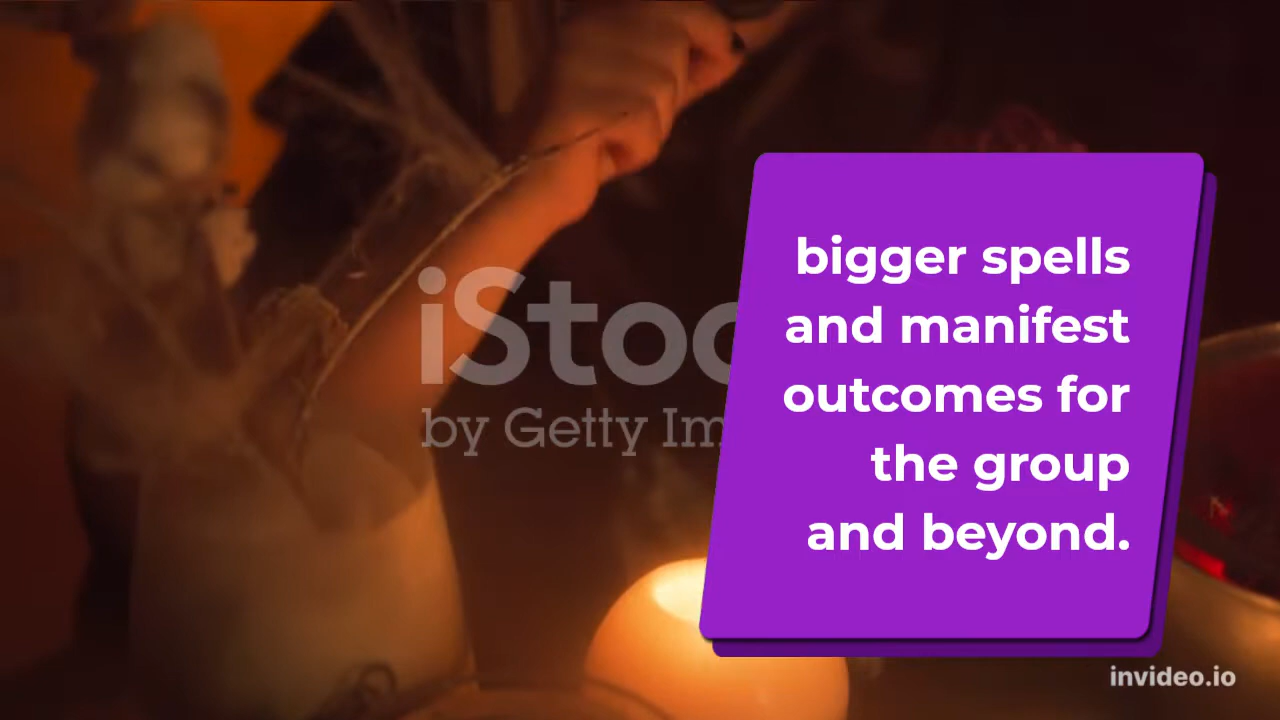 iStoc
by Getty Im
bigger spells
and manifest
outcomes for
the group
and beyond.
invideo.io